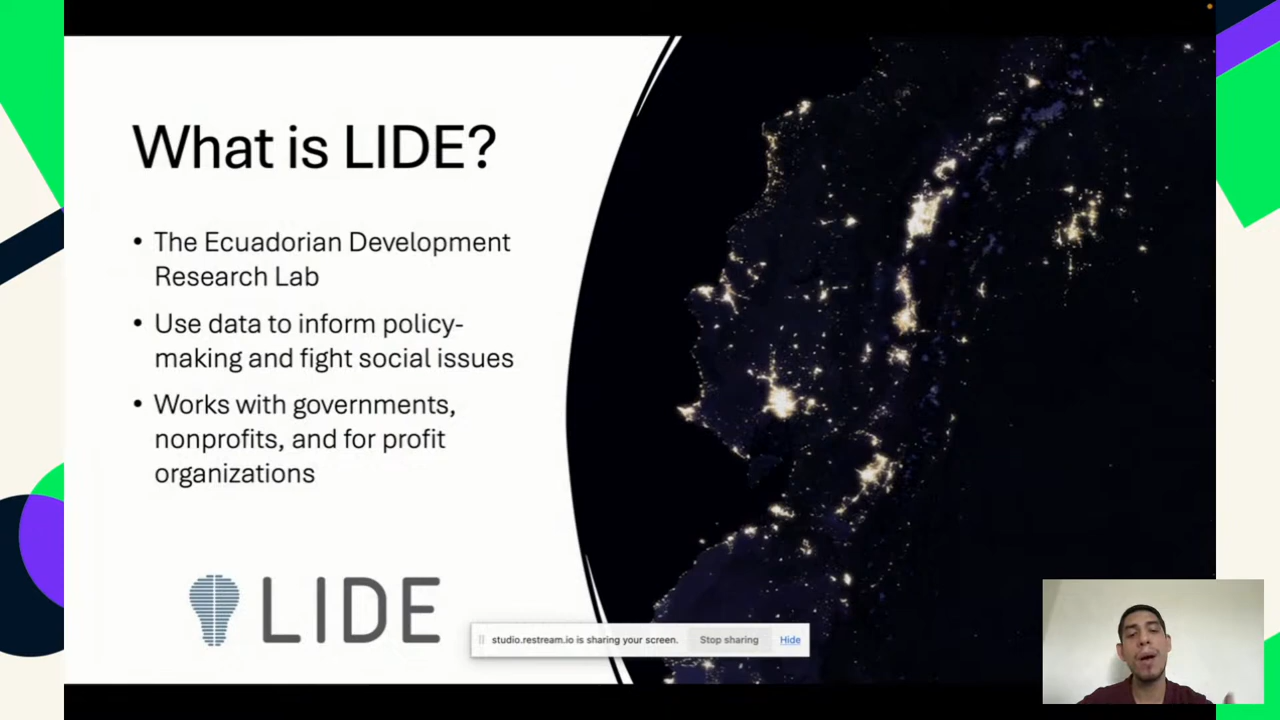 What is LIDE?
• The Ecuadorian Development
Research Lab
• Use data to inform policy-
making and fight social issues
• Works with governments,
nonprofits, and for profit
organizations
LIDE
studio.restream.io is sharing your screen. Stop sharing Hide